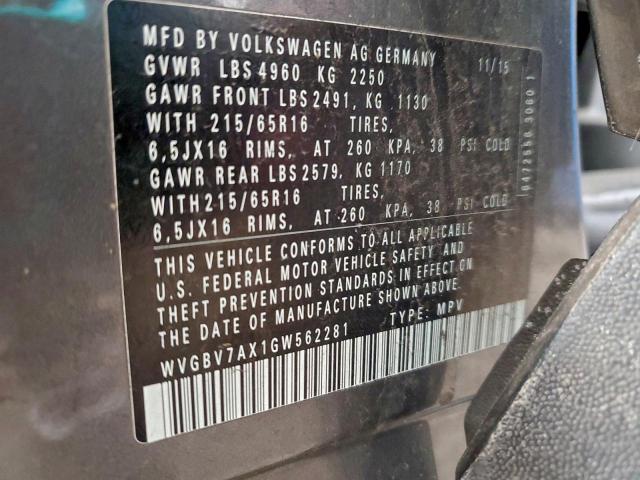 MFD BY VOLKSWAGEN AG GERMANY 11/15
GVWR LBS 4960 KG 2250
GAWR FRONT LBS 2491, KG 1130
WITH 215/65R16 TIRES,
6,5JX16 RIMS, AT 260 KPA, 38 PSI COLD
GAWR REAR LBS 2579, KG 1170
WITH 215/65R16 TIRES,
6,5JX16 RIMS, AT 260 KPA, 38 PSI COLD
THIS VEHICLE CONFORMS TO ALL APPLICABLE
U.S. FEDERAL MOTOR VEHICLE SAFETY AND
THEFT PREVENTION STANDARDS IN EFFECT ON
THE DATE OF MANUFACTURE SHOWN ABOVE.
WVGBV7AX1GW562281 TYPE: MPV